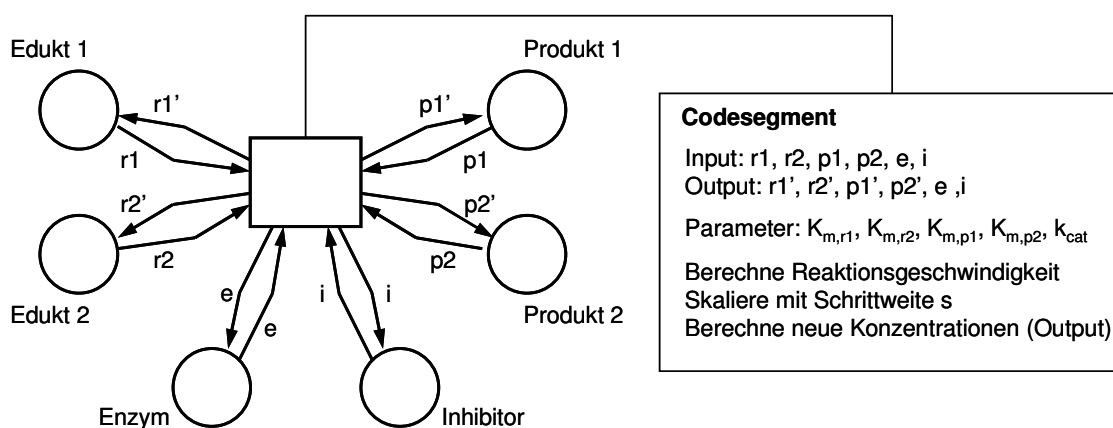 Edukt 1
Produkt 1
r1’
p1’
r1
p1
r2’
p2’
r2
p2
Edukt 2
Produkt 2
e
i
i
e
Enzym
Inhibitor
Codesegment
Input: r1, r2, p1, p2, e, i
Output: r1’, r2’, p1’, p2’, e ,i
Parameter: Km,r1, Km,r2, Km,p1, Km,p2, kcat
Berechne Reaktionsgeschwindigkeit
Skaliere mit Schrittweite s
Berechne neue Konzentrationen (Output)